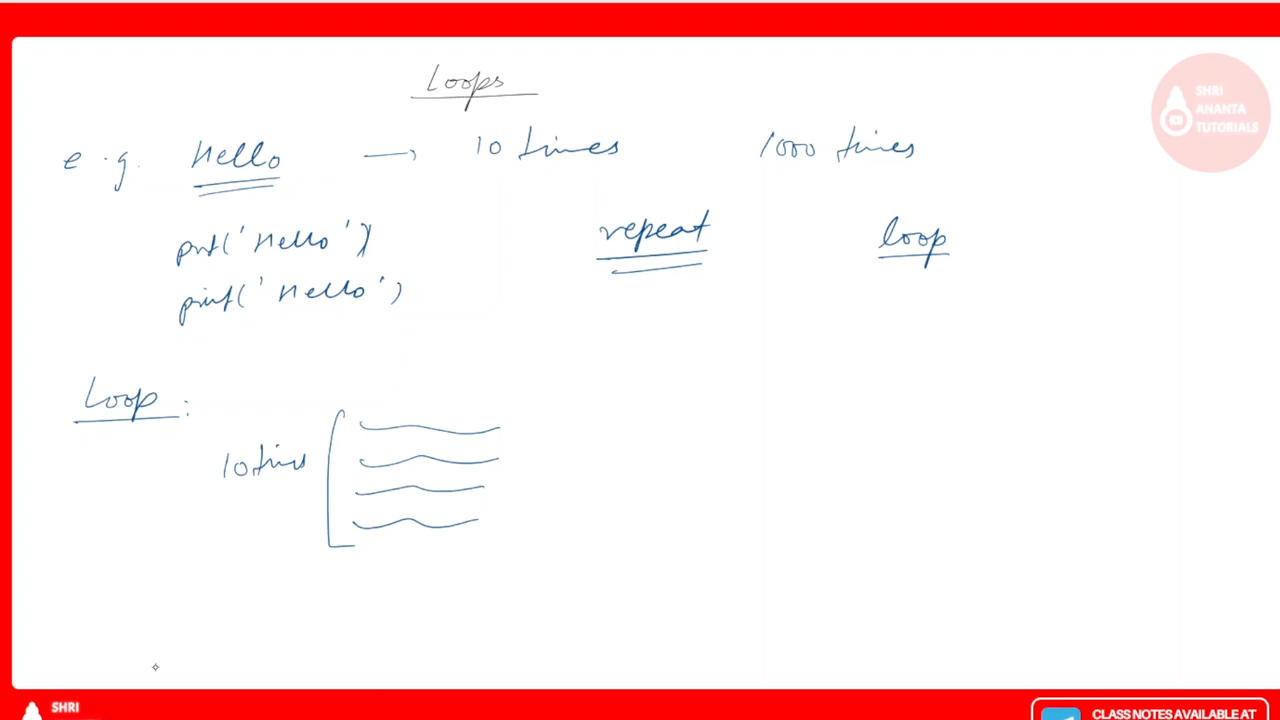 Loops
SHRI
ANANTA
TUTORIALS
e.g. Hello → 10 times 1000 times
print('Hello') repeat loop
print('Hello')
Loop :
10 times
SHRI
CLASS NOTES AVAILABLE AT